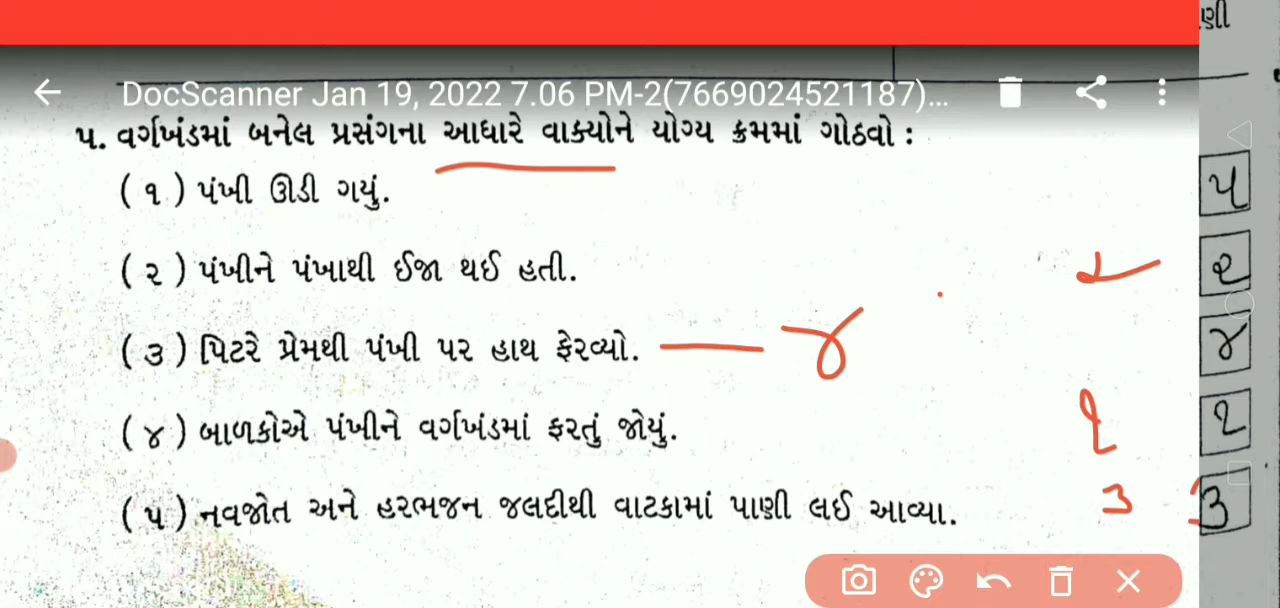 ણી
DocScanner Jan 19, 2022 7.06 PM-2(7669024521187)...
૫. વર્ગખંડમાં બનેલ પ્રસંગના આધારે વાક્યોને યોગ્ય ક્રમમાં ગોઠવો :
( ૧ ) પંખી ઊડી ગયું. ૫
( ૨ ) પંખીને પંખાથી ઈજા થઈ હતી. ૨ ૨
( ૩ ) પિટરે પ્રેમથી પંખી પર હાથ ફેરવ્યો. — ૪ ૪
( ૪ ) બાળકોએ પંખીને વર્ગખંડમાં ફરતું જોયું. ૧ ૧
( ૫ ) નવજોત અને હરભજન જલદીથી વાટકામાં પાણી લઈ આવ્યા. ૩ ૩